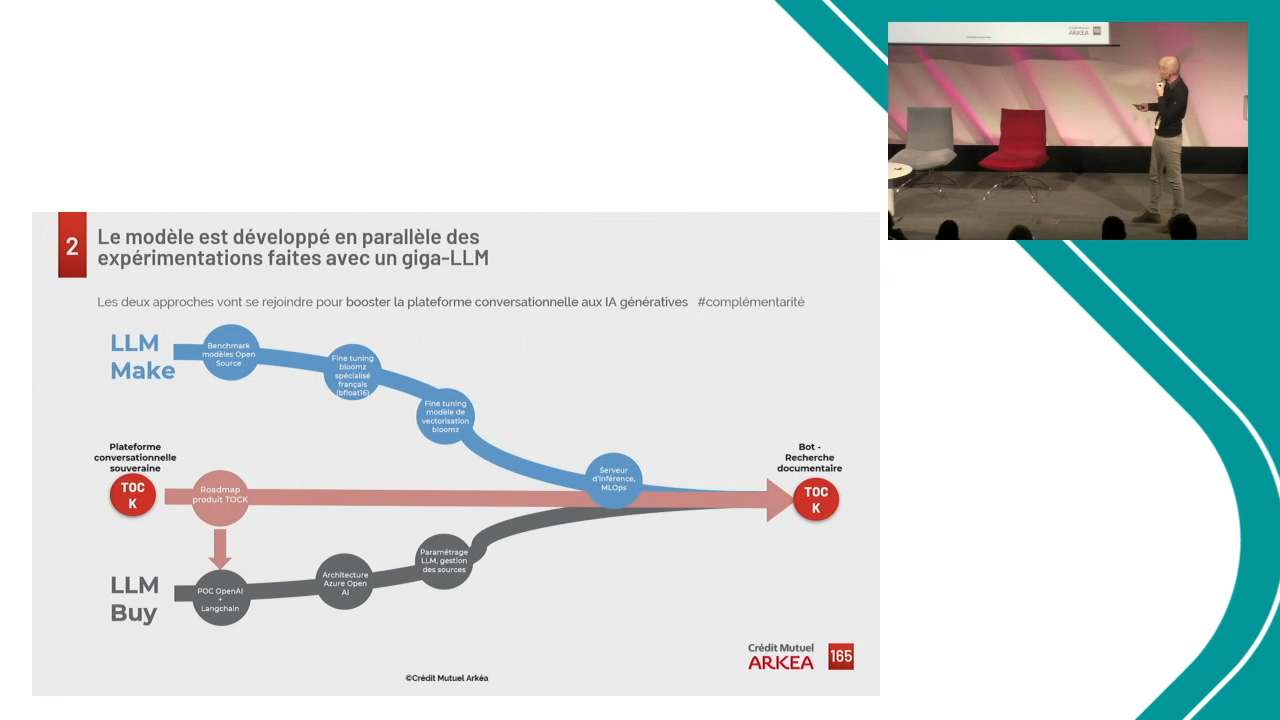 2
Le modèle est développé en parallèle des
expérimentations faites avec un giga-LLM
Les deux approches vont se rejoindre pour booster la plateforme conversationnelle aux IA génératives #complémentarité
LLM
Make
Benchmark
modèles Open
Source
Fine tuning
bloomz
spécialisé
français
(bfloat16)
Fine tuning
modèle de
vectorisation
bloomz
Serveur
d'inférence,
MLOps
Plateforme
conversationnelle
souveraine
TOC
K
Roadmap
produit TOCK
Bot -
Recherche
documentaire
TOC
K
LLM
Buy
POC OpenAI
+
Langchain
Architecture
Azure Open
AI
Paramétrage
LLM, gestion
des sources
Crédit Mutuel
ARKEA
165
©Crédit Mutuel Arkéa
ARKEA